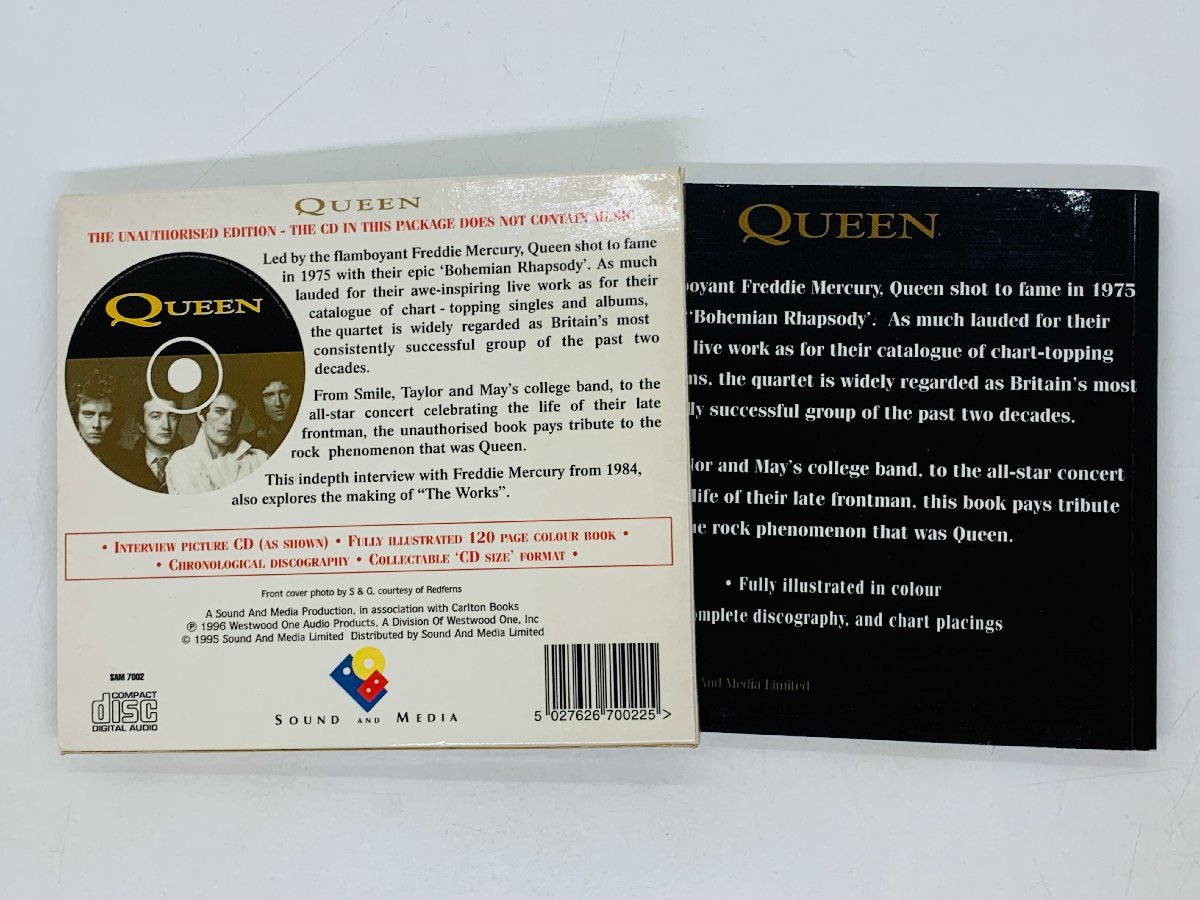 QUEEN
THE UNAUTHORISED EDITION - THE CD IN THIS PACKAGE DOES NOT CONTAIN MUSIC
QUEEN
Led by the flamboyant Freddie Mercury, Queen shot to fame
in 1975 with their epic ‘Bohemian Rhapsody’. As much
lauded for their awe-inspiring live work as for their
catalogue of chart - topping singles and albums,
the quartet is widely regarded as Britain’s most
consistently successful group of the past two
decades.
From Smile, Taylor and May’s college band, to the
all-star concert celebrating the life of their late
frontman, the unauthorised book pays tribute to the
rock phenomenon that was Queen.
This indepth interview with Freddie Mercury from 1984,
also explores the making of “The Works”.
• INTERVIEW PICTURE CD (AS SHOWN) • FULLY ILLUSTRATED 120 PAGE COLOUR BOOK •
• CHRONOLOGICAL DISCOGRAPHY • COLLECTABLE ‘CD SIZE’ FORMAT •
Front cover photo by S & G, courtesy of Redferns
A Sound And Media Production, in association with Carlton Books
℗ 1996 Westwood One Audio Products, A Division Of Westwood One, Inc
© 1995 Sound And Media Limited Distributed by Sound And Media Limited
SAM 7002
COMPACT
disc
DIGITAL AUDIO
SOUND AND MEDIA
5 027626 700225 >
QUEEN
oyant Freddie Mercury, Queen shot to fame in 1975
‘Bohemian Rhapsody’. As much lauded for their
live work as for their catalogue of chart-topping
ms, the quartet is widely regarded as Britain’s most
ly successful group of the past two decades.
lor and May’s college band, to the all-star concert
life of their late frontman, this book pays tribute
e rock phenomenon that was Queen.
• Fully illustrated in colour
omplete discography, and chart placings
And Media Limited